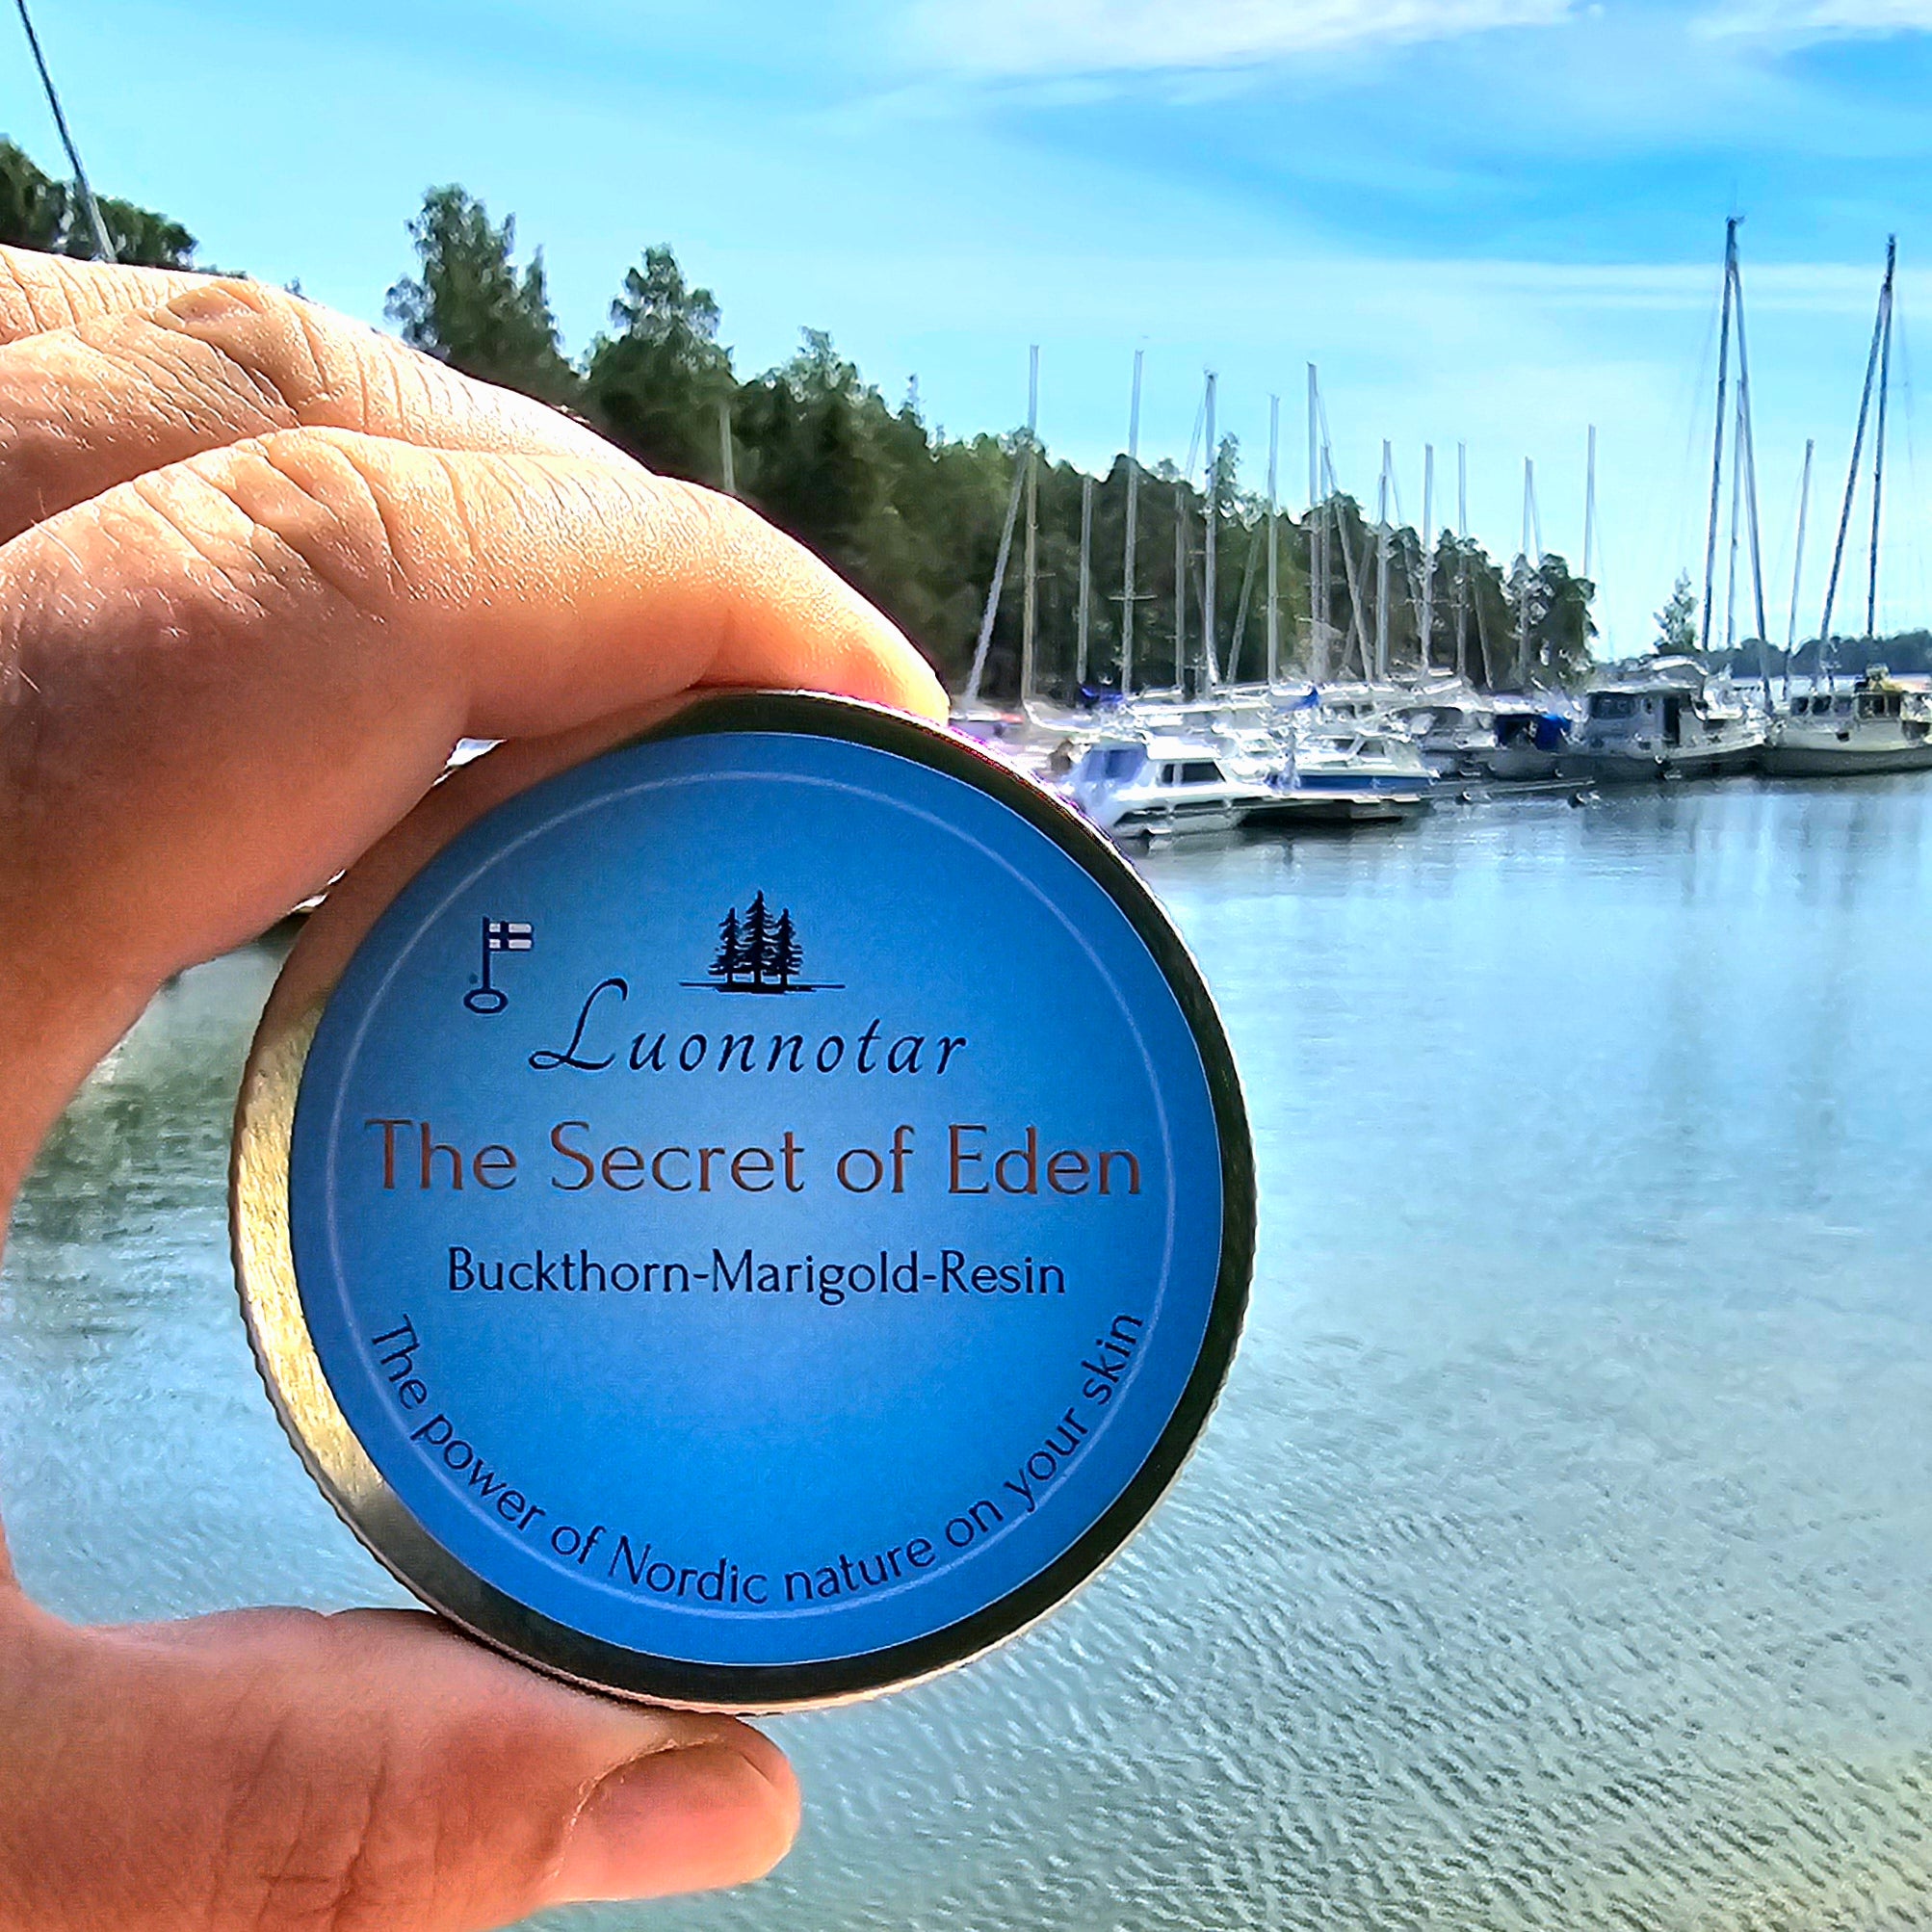 Luonnotar
The Secret of Eden
Buckthorn-Marigold-Resin
The power of Nordic nature on your skin